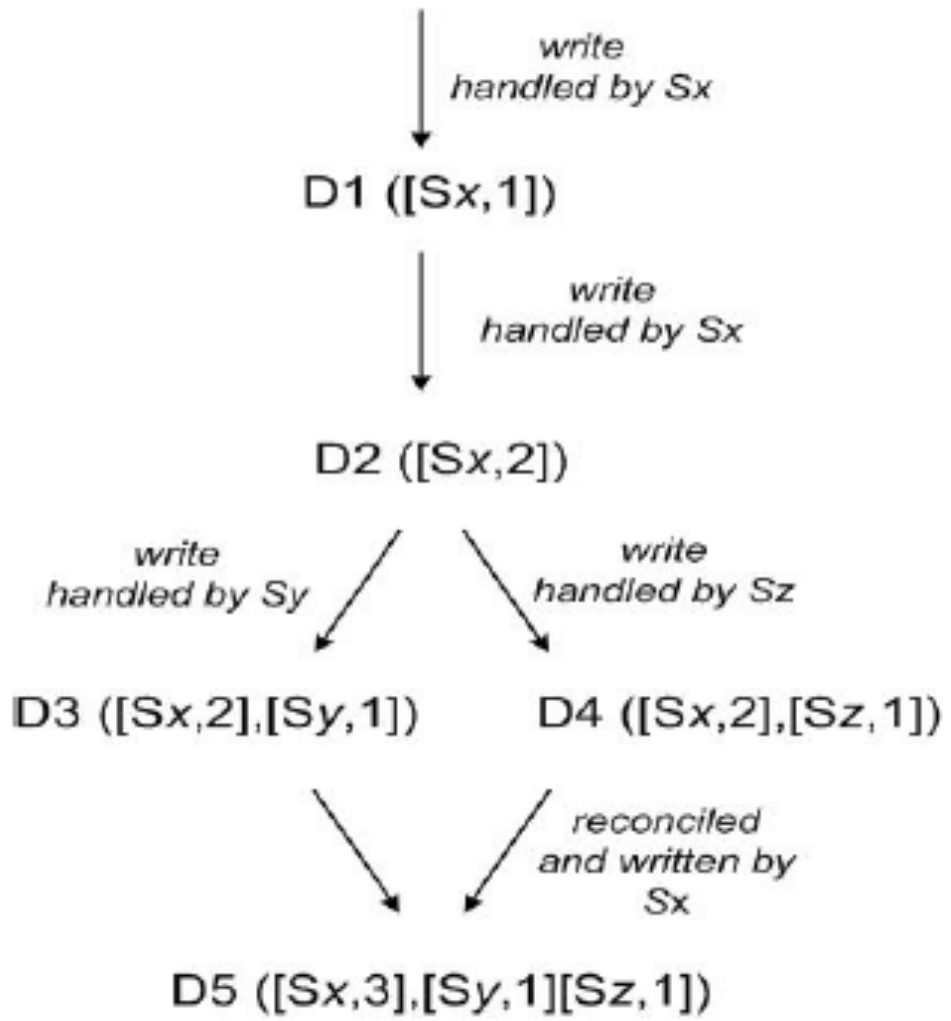 write
handled by Sx
D1 ([Sx,1])
write
handled by Sx
D2 ([Sx,2])
write
handled by Sy
write
handled by Sz
D3 ([Sx,2],[Sy,1])
D4 ([Sx,2],[Sz,1])
reconciled
and written by
Sx
D5 ([Sx,3],[Sy,1][Sz,1])